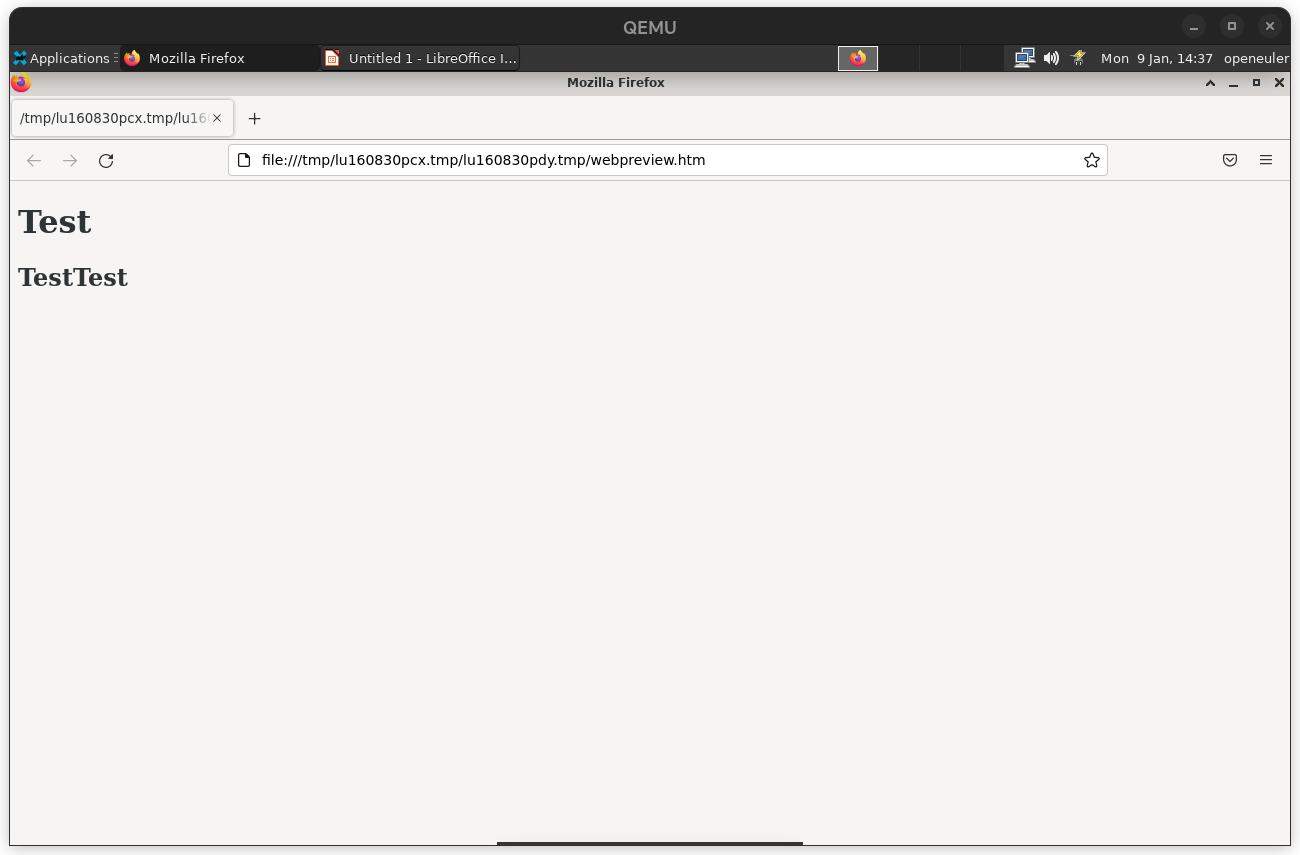 QEMU
Applications Mozilla Firefox Untitled 1 - LibreOffice I... Mon 9 Jan, 14:37 openeuler
Mozilla Firefox
/tmp/lu160830pcx.tmp/lu160
file:///tmp/lu160830pcx.tmp/lu160830pdy.tmp/webpreview.htm
Test
TestTest